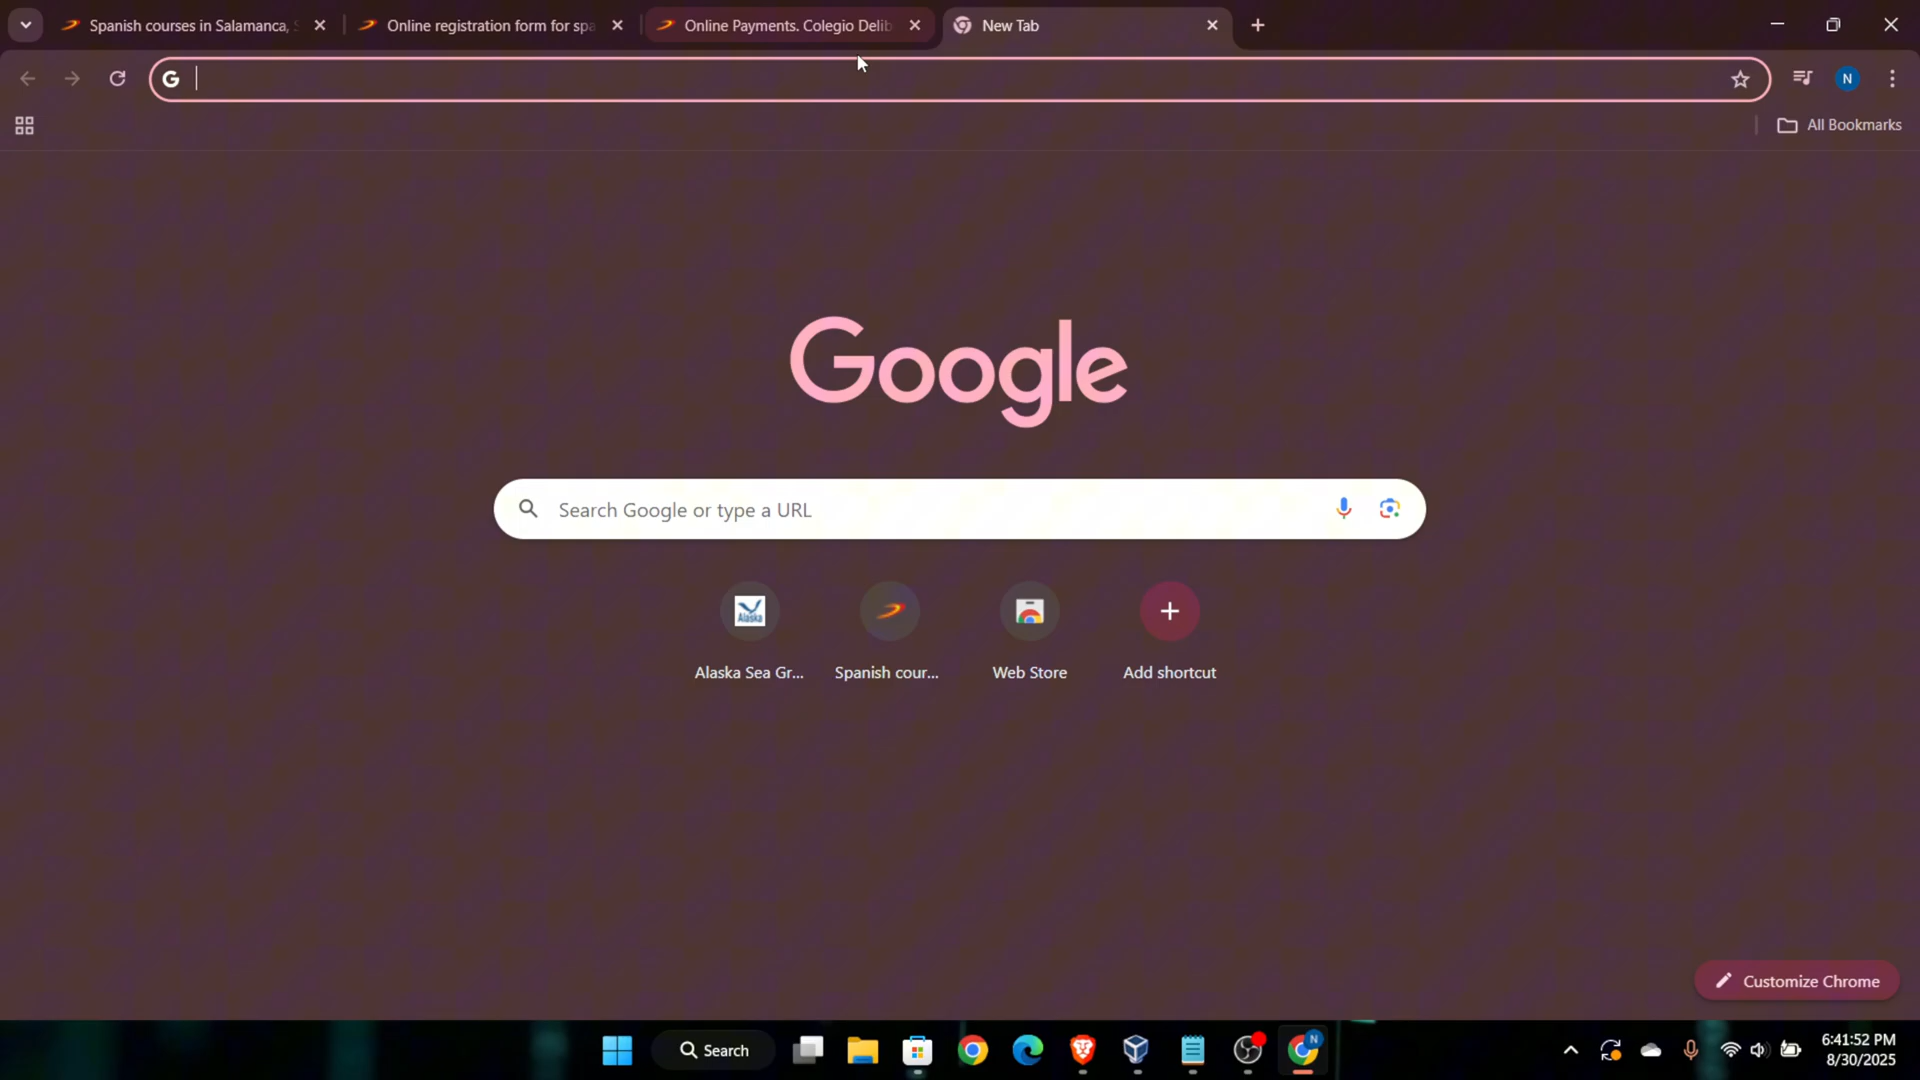 Spanish courses in Salamanca,
Online registration form for spa
Online Payments. Colegio Delib
New Tab
G
N
All Bookmarks
Google
Search Google or type a URL
Alaska
Alaska Sea Gr...
Spanish cour...
Web Store
Add shortcut
Customize Chrome
Search
N
6:41:52 PM
8/30/2025